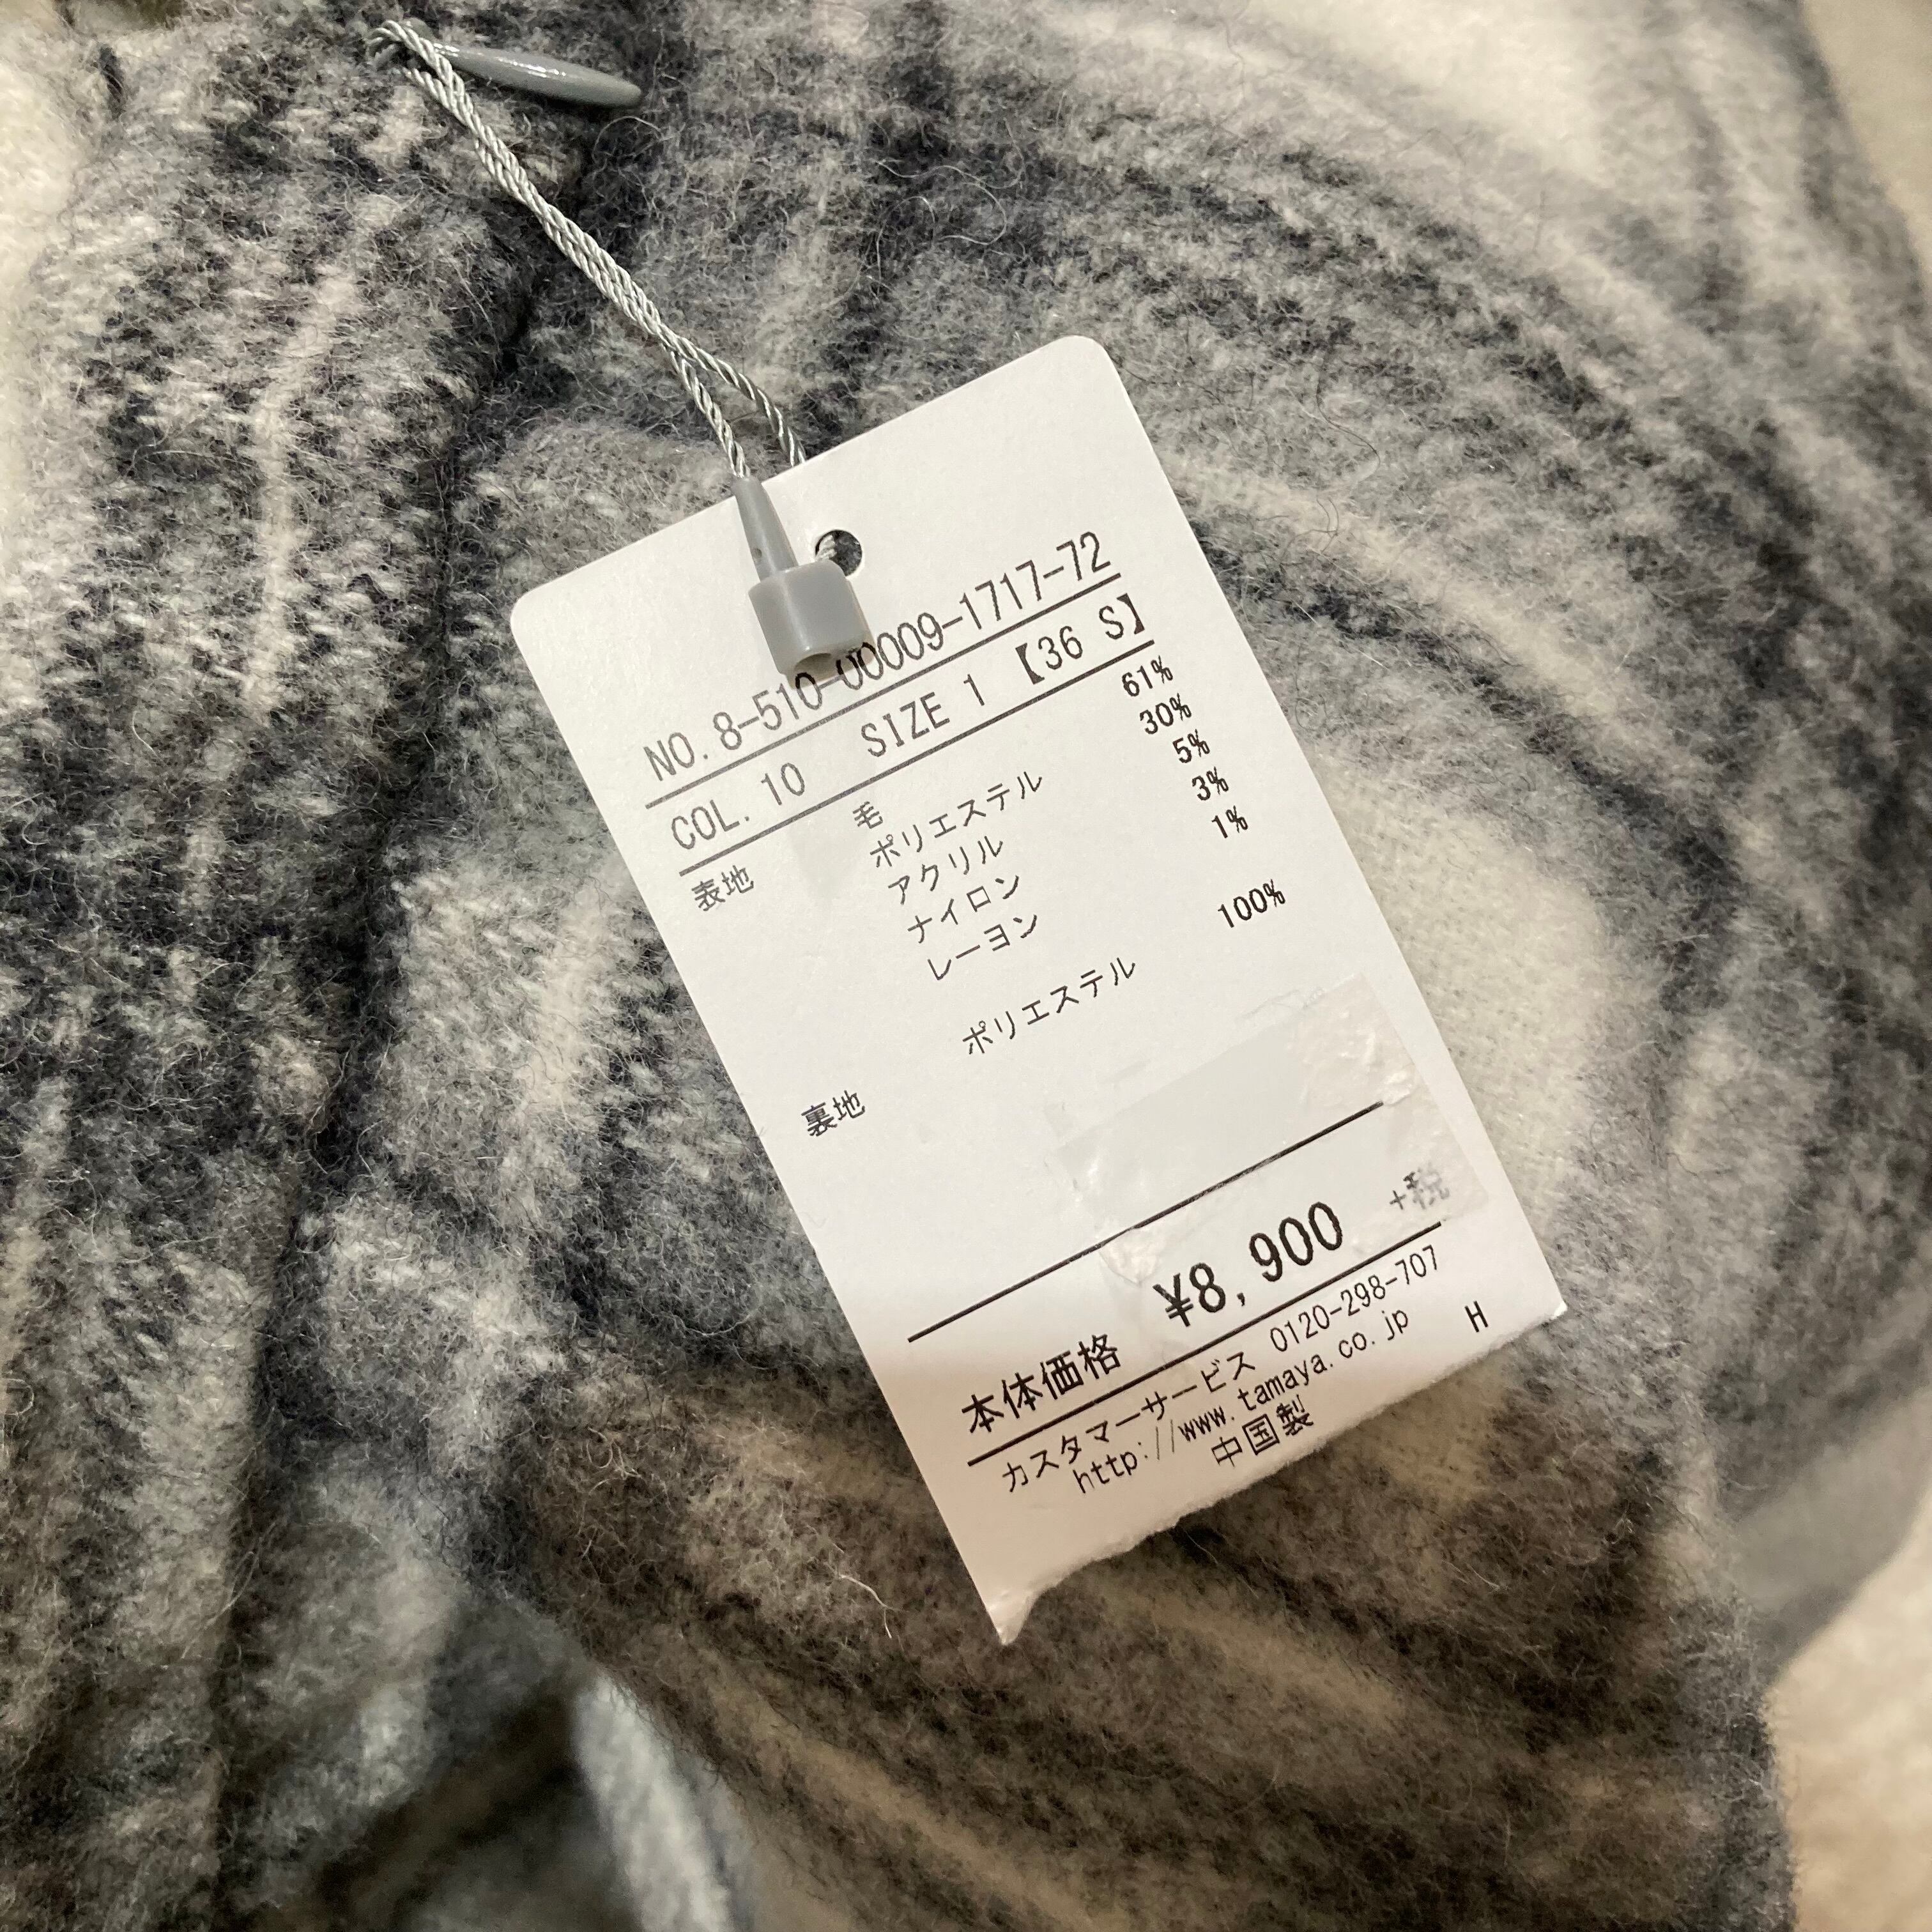 NO. 8-510-00009-1717-72
COL. 10 SIZE 1 【36 S】
表地 毛 61%
ポリエステル 30%
アクリル 5%
ナイロン 3%
レーヨン 1%
裏地 ポリエステル 100%
本体価格 ¥8,900 +税
カスタマーサービス 0120-298-707
http://www.tamaya.co.jp
中国製 H